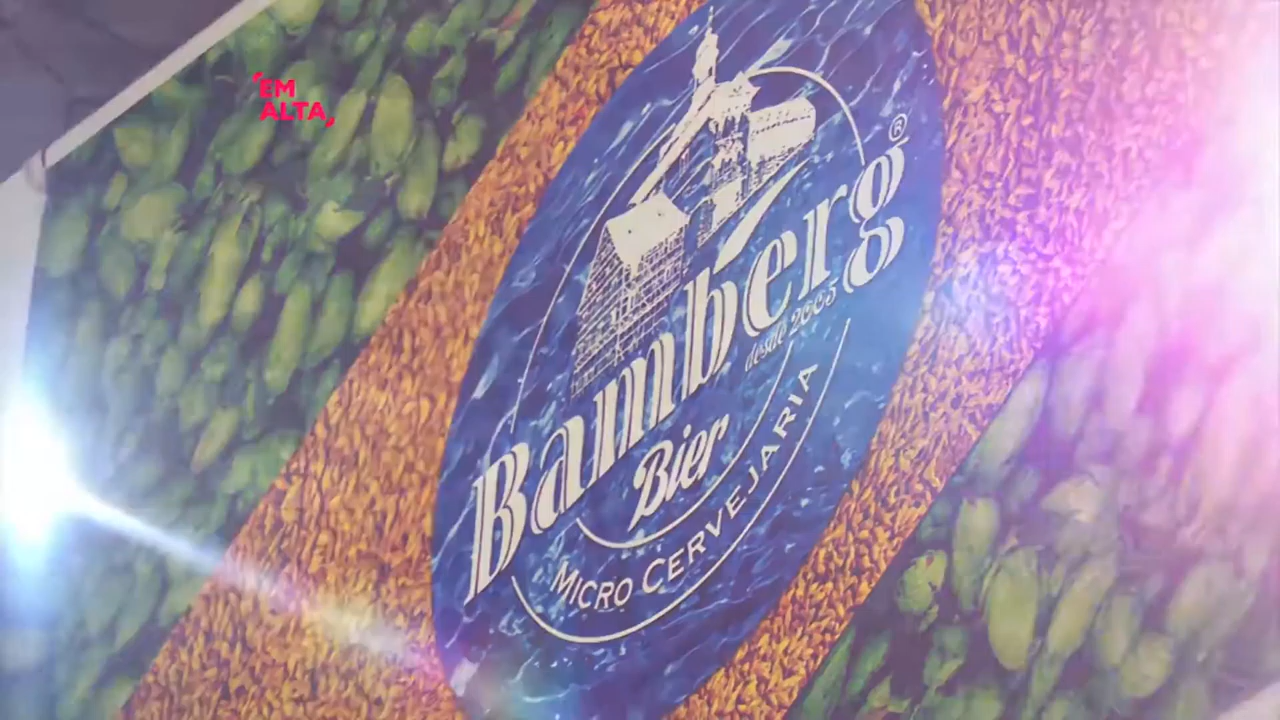 EM
ALTA
Bamberg®
desde 2005
Bier
MICRO CERVEJARIA